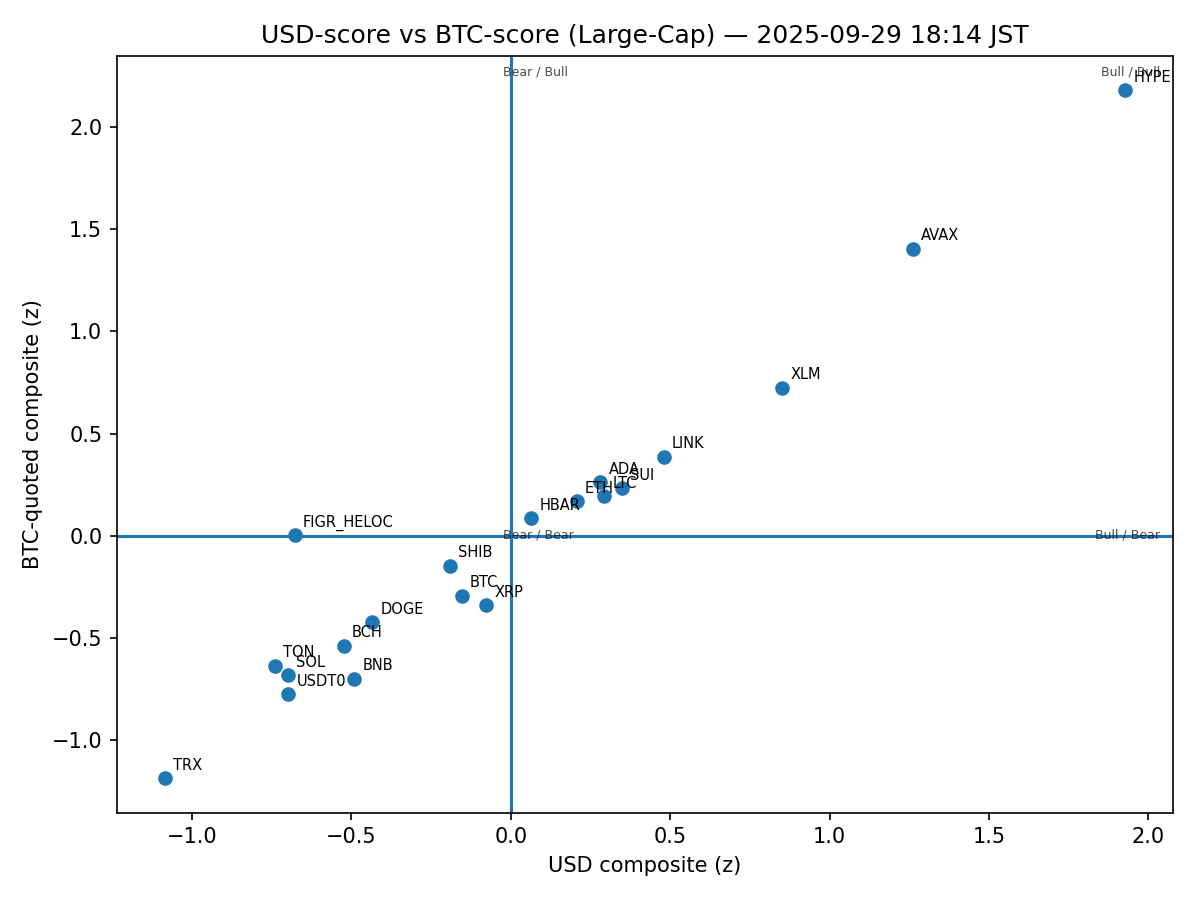 USD-score vs BTC-score (Large-Cap) — 2025-09-29 18:14 JST
Bear / Bull
Bull / Bull
HYPE
2.0
AVAX
1.5
XLM
1.0
LINK
0.5
ADA
SUI
LTC
ETH
HBAR
FIGR_HELOC
0.0
Bear / Bear
Bull / Bear
SHIB
BTC
XRP
DOGE
−0.5
BCH
TON
SOL
BNB
USDT0
−1.0
TRX
BTC-quoted composite (z)
−1.0
−0.5
0.0
0.5
1.0
1.5
2.0
USD composite (z)